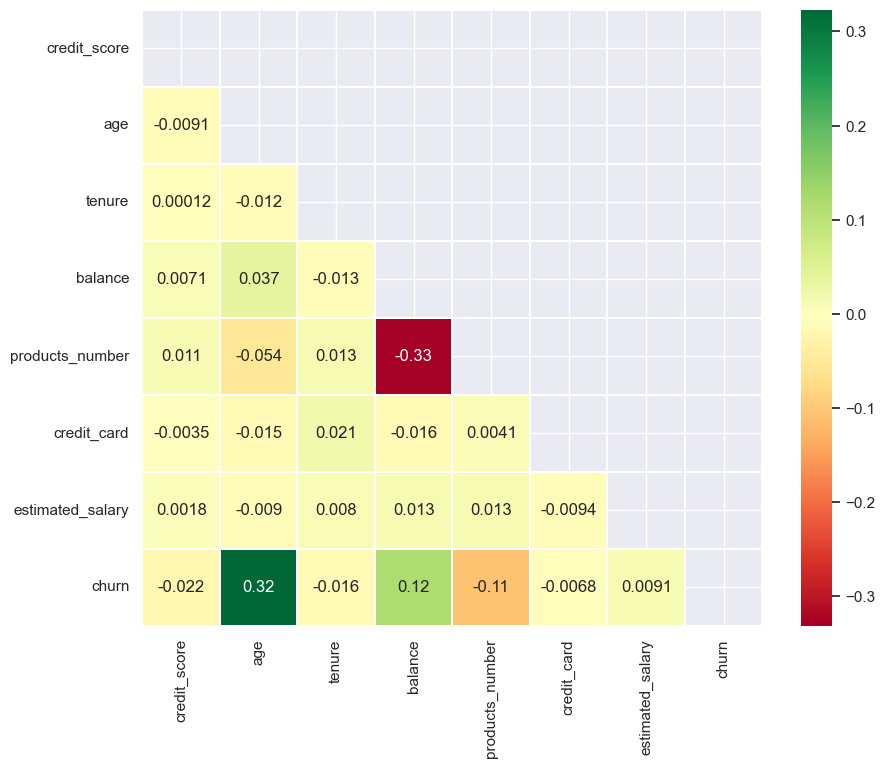 credit_score
age -0.0091
tenure 0.00012 -0.012
balance 0.0071 0.037 -0.013
products_number 0.011 -0.054 0.013 -0.33
credit_card -0.0035 -0.015 0.021 -0.016 0.0041
estimated_salary 0.0018 -0.009 0.008 0.013 0.013 -0.0094
churn -0.022 0.32 -0.016 0.12 -0.11 -0.0068 0.0091
credit_score age tenure balance products_number credit_card estimated_salary churn
0.3
0.2
0.1
0.0
−0.1
−0.2
−0.3